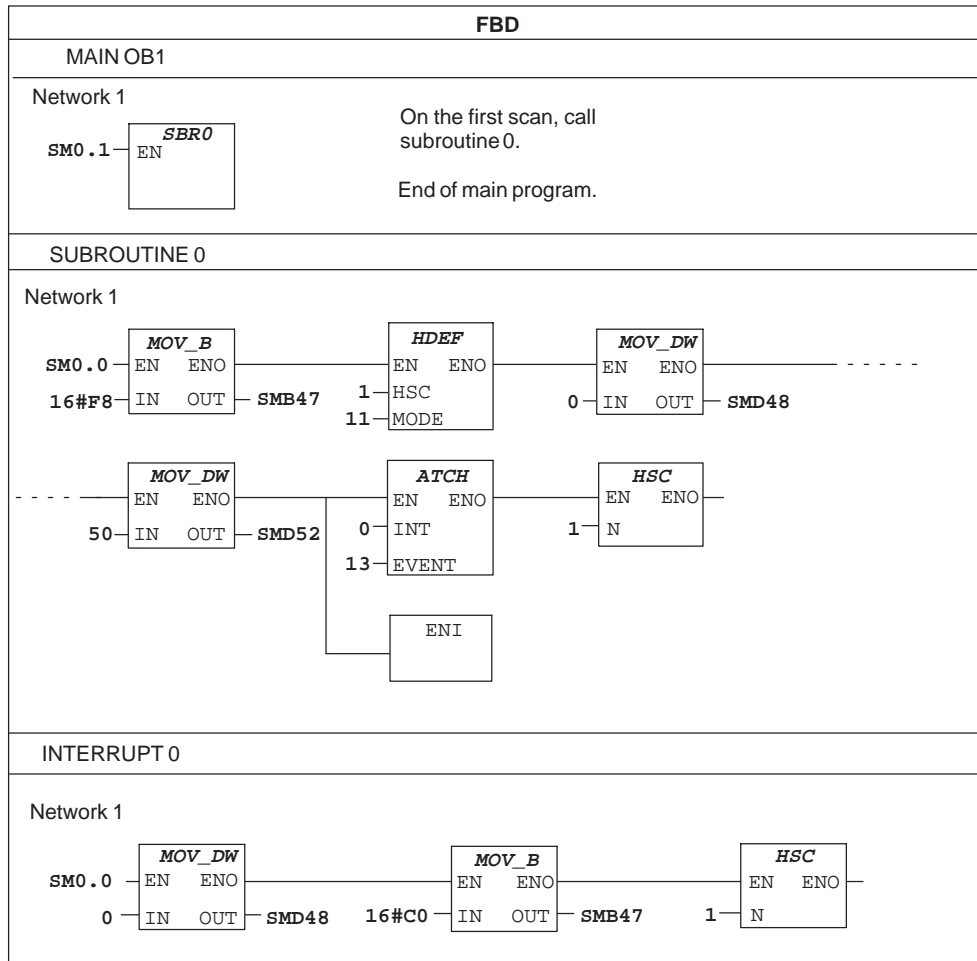 FBD
MAIN OB1
Network 1
SBR0
SM0.1
EN
On the first scan, call
subroutine 0.
End of main program.
SUBROUTINE 0
Network 1
MOV_B
HDEF
MOV_DW
SM0.0 EN ENO
EN ENO
EN ENO
16#F8 IN OUT SMB47
1 HSC
0 IN OUT SMD48
11 MODE
MOV_DW
ATCH
HSC
EN ENO
EN ENO
EN ENO
50 IN OUT SMD52
0 INT
1 N
13 EVENT
ENI
INTERRUPT 0
Network 1
MOV_DW
MOV_B
HSC
SM0.0 EN ENO
EN ENO
EN ENO
0 IN OUT SMD48
16#C0 IN OUT SMB47
1 N